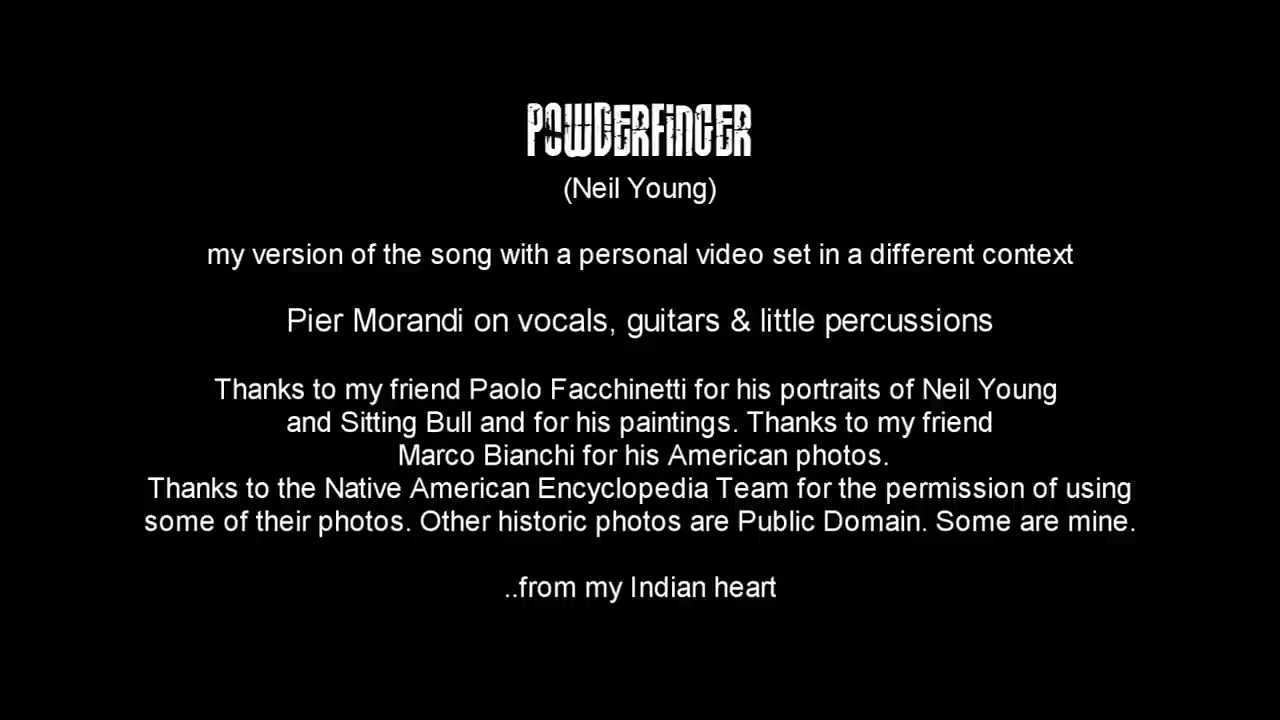 POWDERFINGER
(Neil Young)
my version of the song with a personal video set in a different context
Pier Morandi on vocals, guitars & little percussions
Thanks to my friend Paolo Facchinetti for his portraits of Neil Young
and Sitting Bull and for his paintings. Thanks to my friend
Marco Bianchi for his American photos.
Thanks to the Native American Encyclopedia Team for the permission of using
some of their photos. Other historic photos are Public Domain. Some are mine.
..from my Indian heart